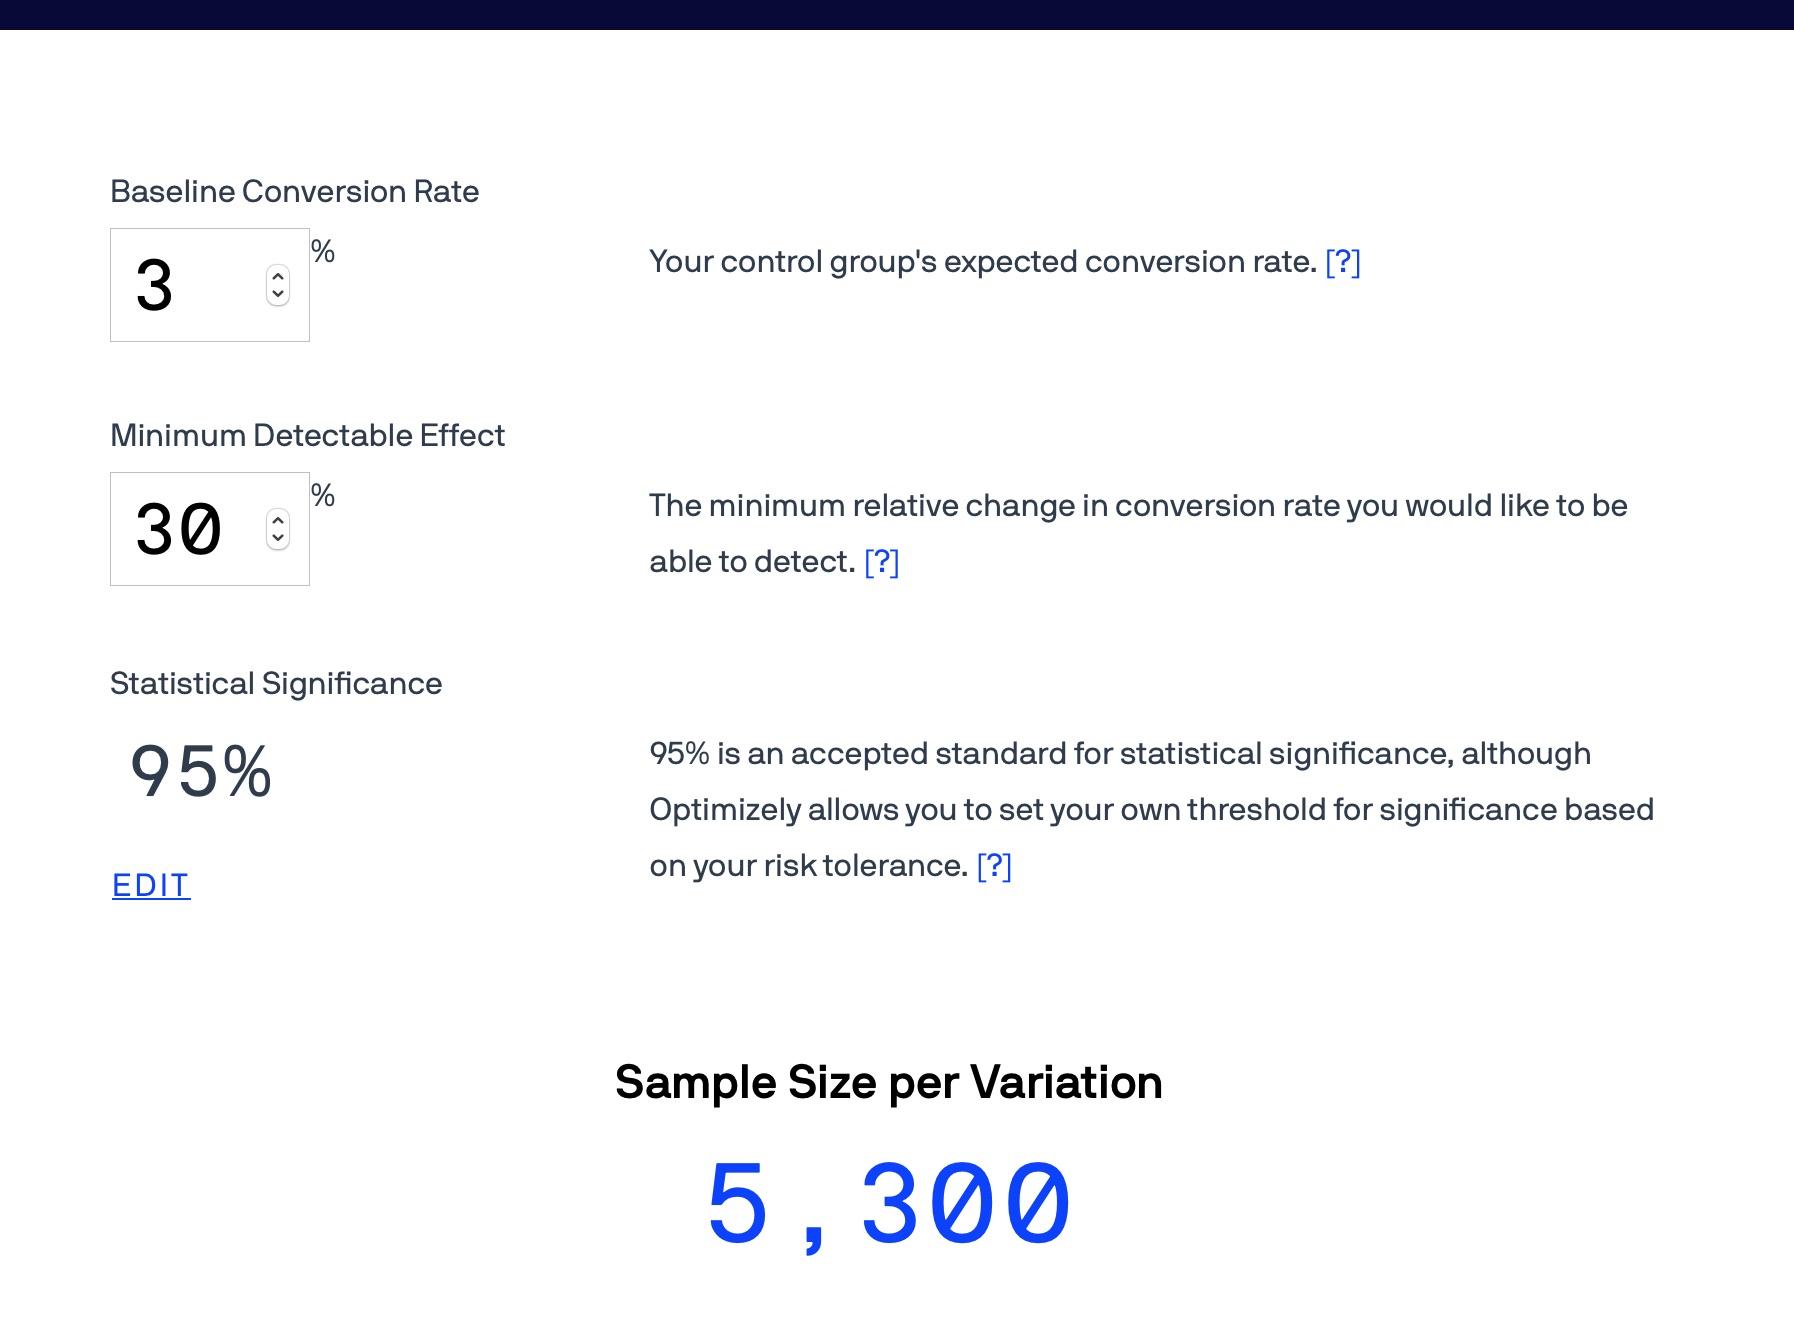 Baseline Conversion Rate
3 %
Your control group's expected conversion rate. [?]
Minimum Detectable Effect
30 %
The minimum relative change in conversion rate you would like to be
able to detect. [?]
Statistical Significance
95%
95% is an accepted standard for statistical significance, although
Optimizely allows you to set your own threshold for significance based
on your risk tolerance. [?]
EDIT
Sample Size per Variation
5,300